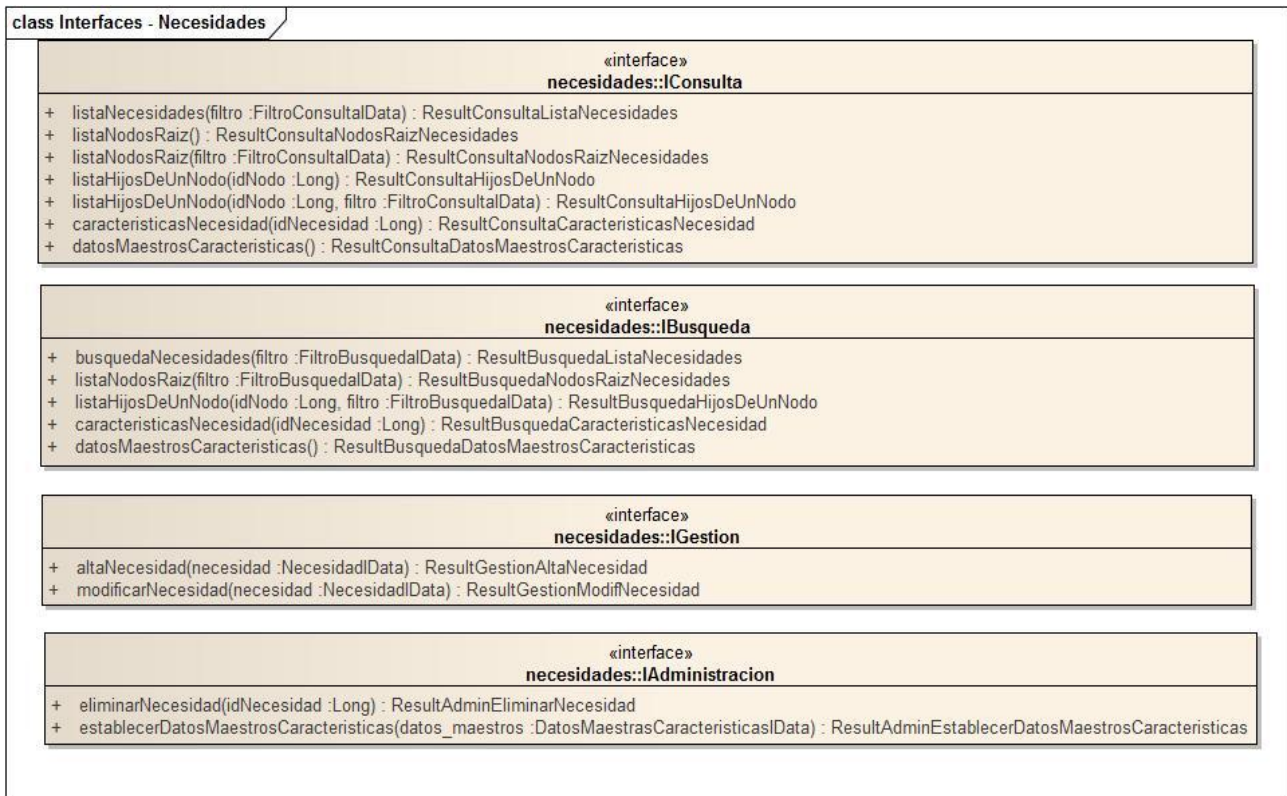 class Interfaces - Necesidades
«interface»
necesidades::IConsulta
+ listaNecesidades(filtro :FiltroConsultaIData) : ResultConsultaListaNecesidades
+ listaNodosRaiz() : ResultConsultaNodosRaizNecesidades
+ listaNodosRaiz(filtro :FiltroConsultaIData) : ResultConsultaNodosRaizNecesidades
+ listaHijosDeUnNodo(idNodo :Long) : ResultConsultaHijosDeUnNodo
+ listaHijosDeUnNodo(idNodo :Long, filtro :FiltroConsultaIData) : ResultConsultaHijosDeUnNodo
+ caracteristicasNecesidad(idNecesidad :Long) : ResultConsultaCaracteristicasNecesidad
+ datosMaestrosCaracteristicas() : ResultConsultaDatosMaestrosCaracteristicas
«interface»
necesidades::IBusqueda
+ busquedaNecesidades(filtro :FiltroBusquedaIData) : ResultBusquedaListaNecesidades
+ listaNodosRaiz(filtro :FiltroBusquedaIData) : ResultBusquedaNodosRaizNecesidades
+ listaHijosDeUnNodo(idNodo :Long, filtro :FiltroBusquedaIData) : ResultBusquedaHijosDeUnNodo
+ caracteristicasNecesidad(idNecesidad :Long) : ResultBusquedaCaracteristicasNecesidad
+ datosMaestrosCaracteristicas() : ResultBusquedaDatosMaestrosCaracteristicas
«interface»
necesidades::IGestion
+ altaNecesidad(necesidad :NecesidadIData) : ResultGestionAltaNecesidad
+ modificarNecesidad(necesidad :NecesidadIData) : ResultGestionModifNecesidad
«interface»
necesidades::IAdministracion
+ eliminarNecesidad(idNecesidad :Long) : ResultAdminEliminarNecesidad
+ establecerDatosMaestrosCaracteristicas(datos_maestros :DatosMaestrasCaracteristicasIData) : ResultAdminEstablecerDatosMaestrosCaracteristicas